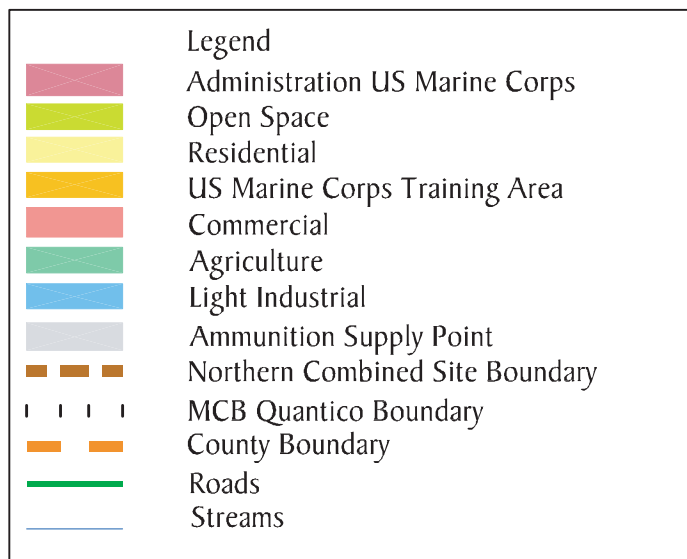 Legend
Administration US Marine Corps
Open Space
Residential
US Marine Corps Training Area
Commercial
Agriculture
Light Industrial
Ammunition Supply Point
Northern Combined Site Boundary
MCB Quantico Boundary
County Boundary
Roads
Streams